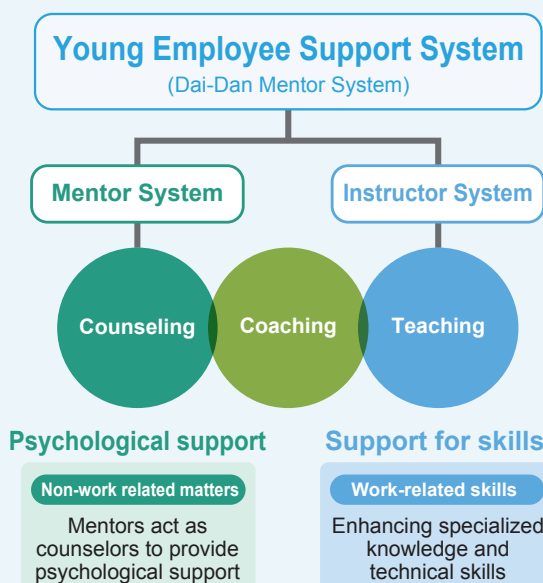 Young Employee Support System
(Dai-Dan Mentor System)
Mentor System
Instructor System
Counseling
Coaching
Teaching
Psychological support
Non-work related matters
Mentors act as
counselors to provide
psychological support
Support for skills
Work-related skills
Enhancing specialized
knowledge and
technical skills